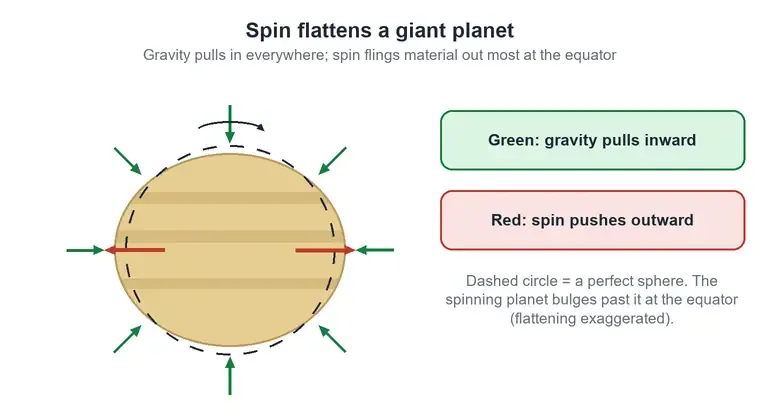 Spin flattens a giant planet
Gravity pulls in everywhere; spin flings material out most at the equator
Green: gravity pulls inward
Red: spin pushes outward
Dashed circle = a perfect sphere. The
spinning planet bulges past it at the equator
(flattening exaggerated).